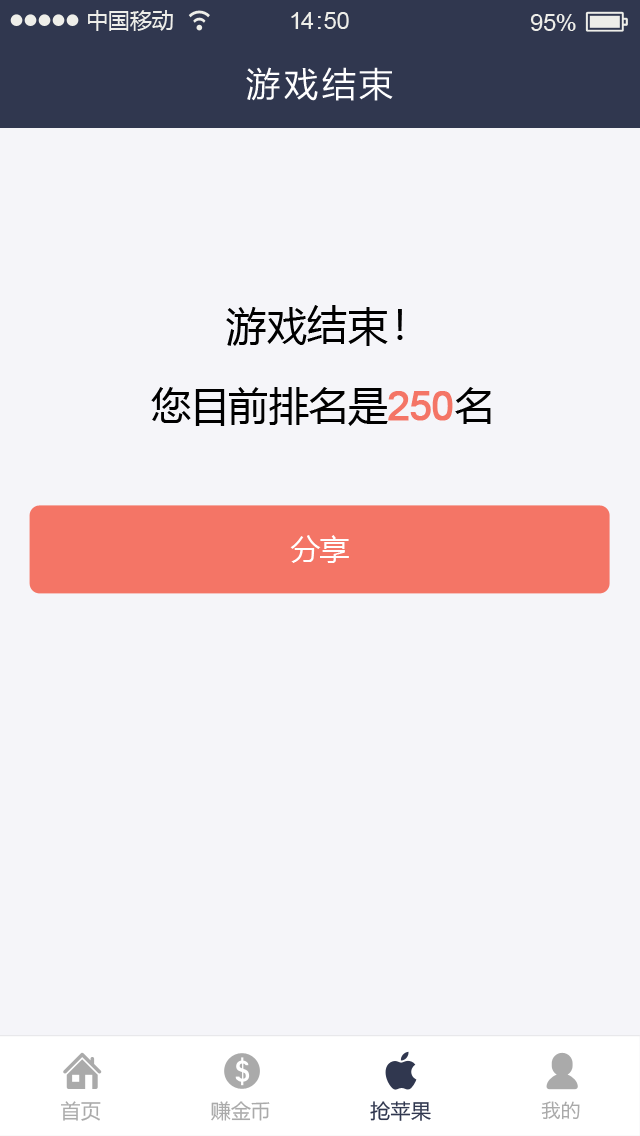 中国移动 14:50 95%
游戏结束
游戏结束！
您目前排名是250名
分享
首页 赚金币 抢苹果 我的